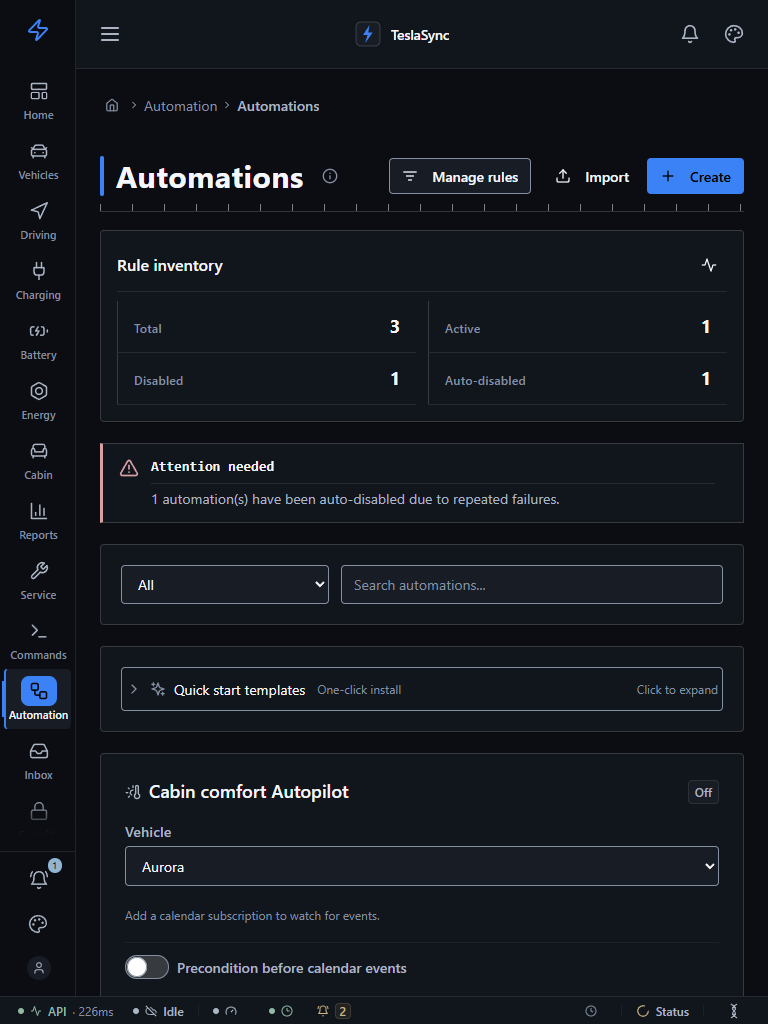 TeslaSync
Home
Vehicles
Driving
Charging
Battery
Energy
Cabin
Reports
Service
Commands
Automation
Inbox
1
Automation
Automations
Automations
Manage rules
Import
Create
Rule inventory
Total 3
Active 1
Disabled 1
Auto-disabled 1
Attention needed
1 automation(s) have been auto-disabled due to repeated failures.
All
Search automations...
Quick start templates One-click install Click to expand
Cabin comfort Autopilot Off
Vehicle
Aurora
Add a calendar subscription to watch for events.
Precondition before calendar events
API · 226ms Idle 2 Status